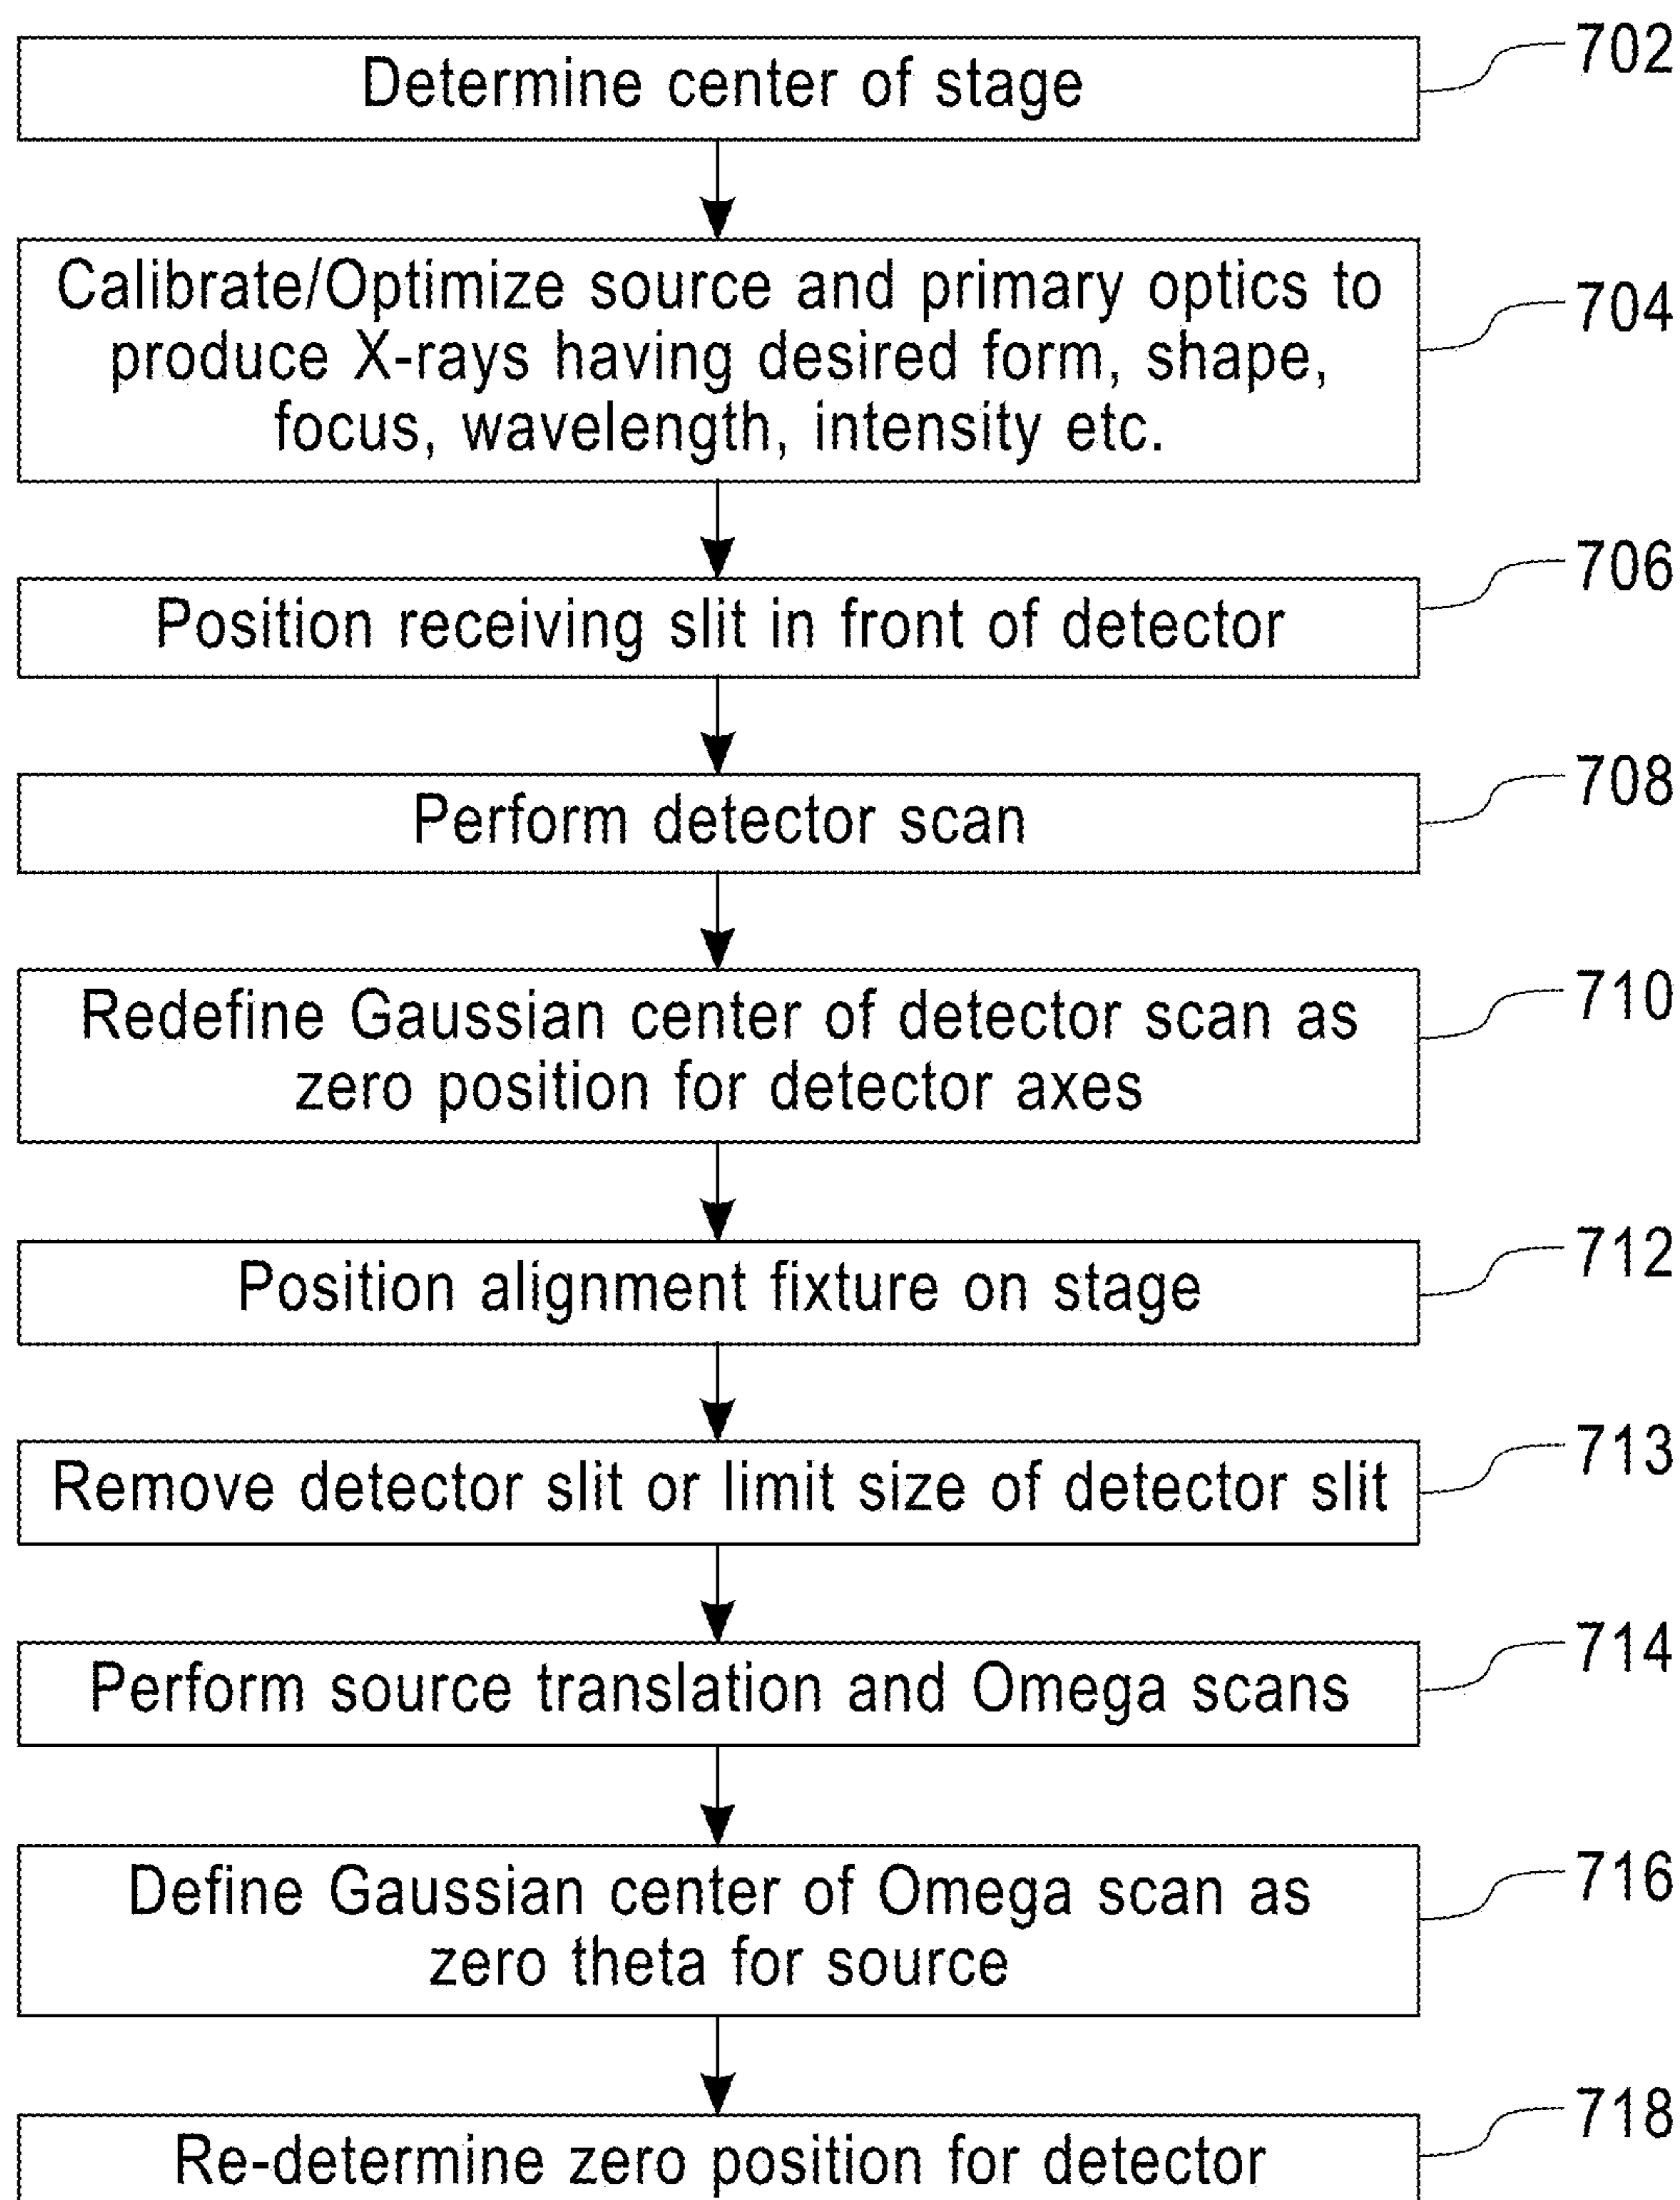 Determine center of stage
702
Calibrate/Optimize source and primary optics to
produce X-rays having desired form, shape,
focus, wavelength, intensity etc.
704
Position receiving slit in front of detector
706
Perform detector scan
708
Redefine Gaussian center of detector scan as
zero position for detector axes
710
Position alignment fixture on stage
712
Remove detector slit or limit size of detector slit
713
Perform source translation and Omega scans
714
Define Gaussian center of Omega scan as
zero theta for source
716
Re-determine zero position for detector
718